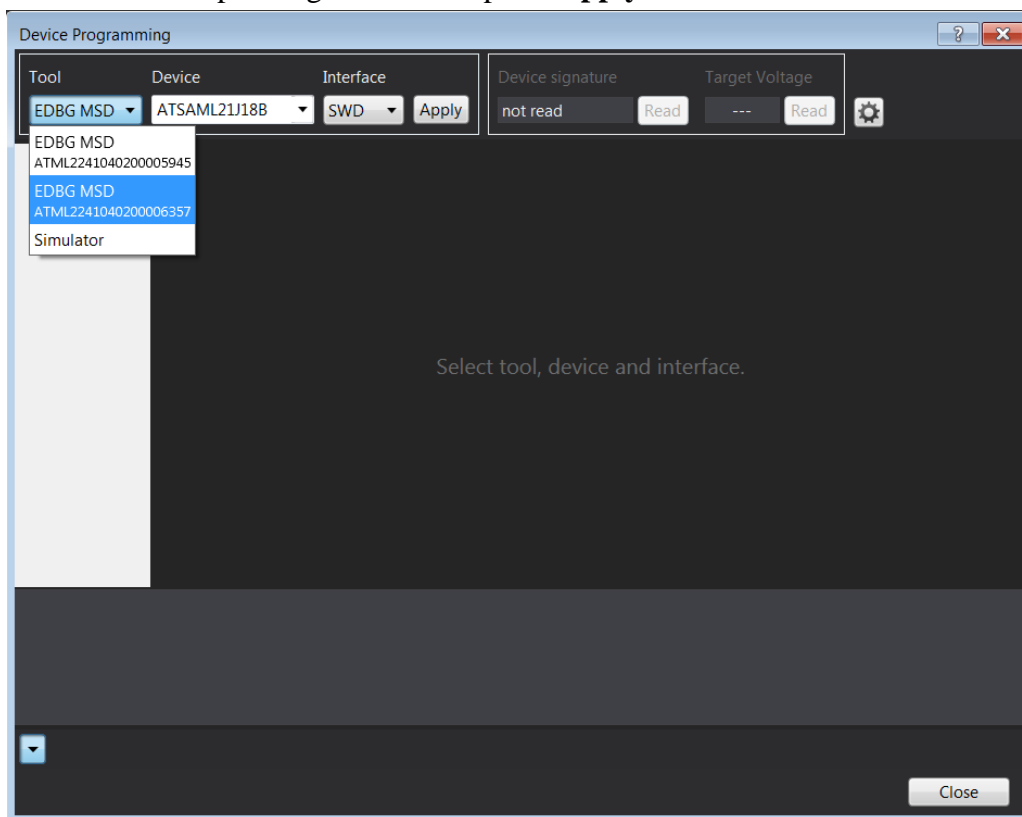 Device Programming
Tool Device Interface Device signature Target Voltage
EDBG MSD ATSAML21J18B SWD Apply not read Read --- Read
EDBG MSD
ATML2241040200005945
EDBG MSD
ATML2241040200006357
Simulator
Select tool, device and interface.
Close